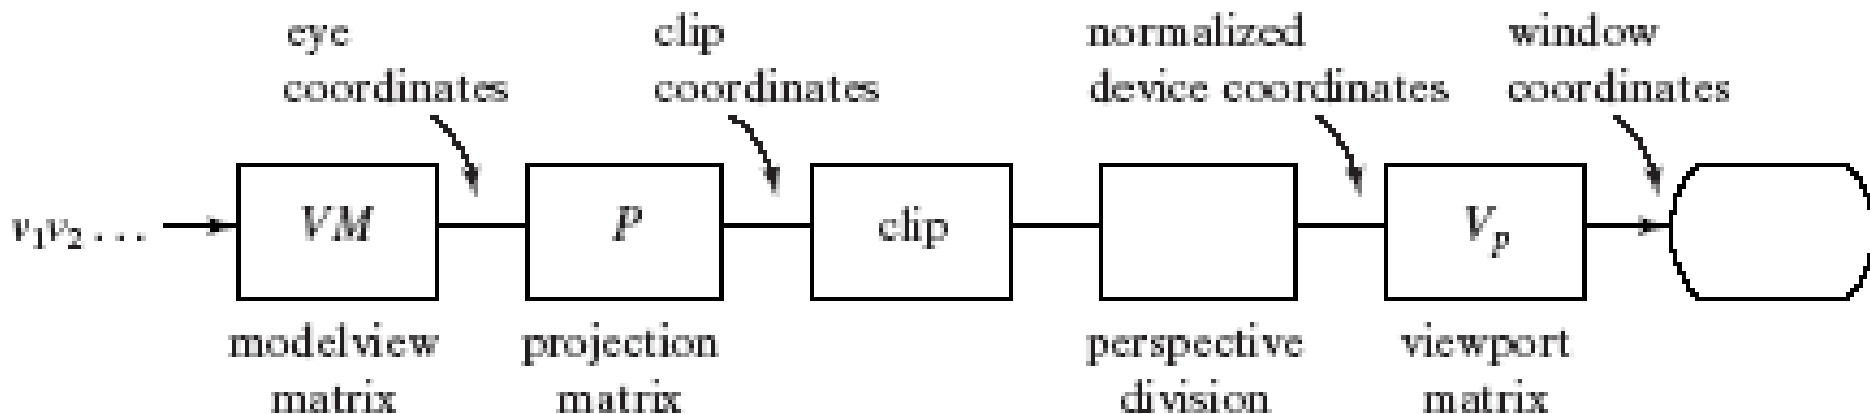 eye
coordinates
clip
coordinates
normalized
device coordinates
window
coordinates
v₁v₂ ...
VM
P
clip
Vₚ
modelview
matrix
projection
matrix
perspective
division
viewport
matrix